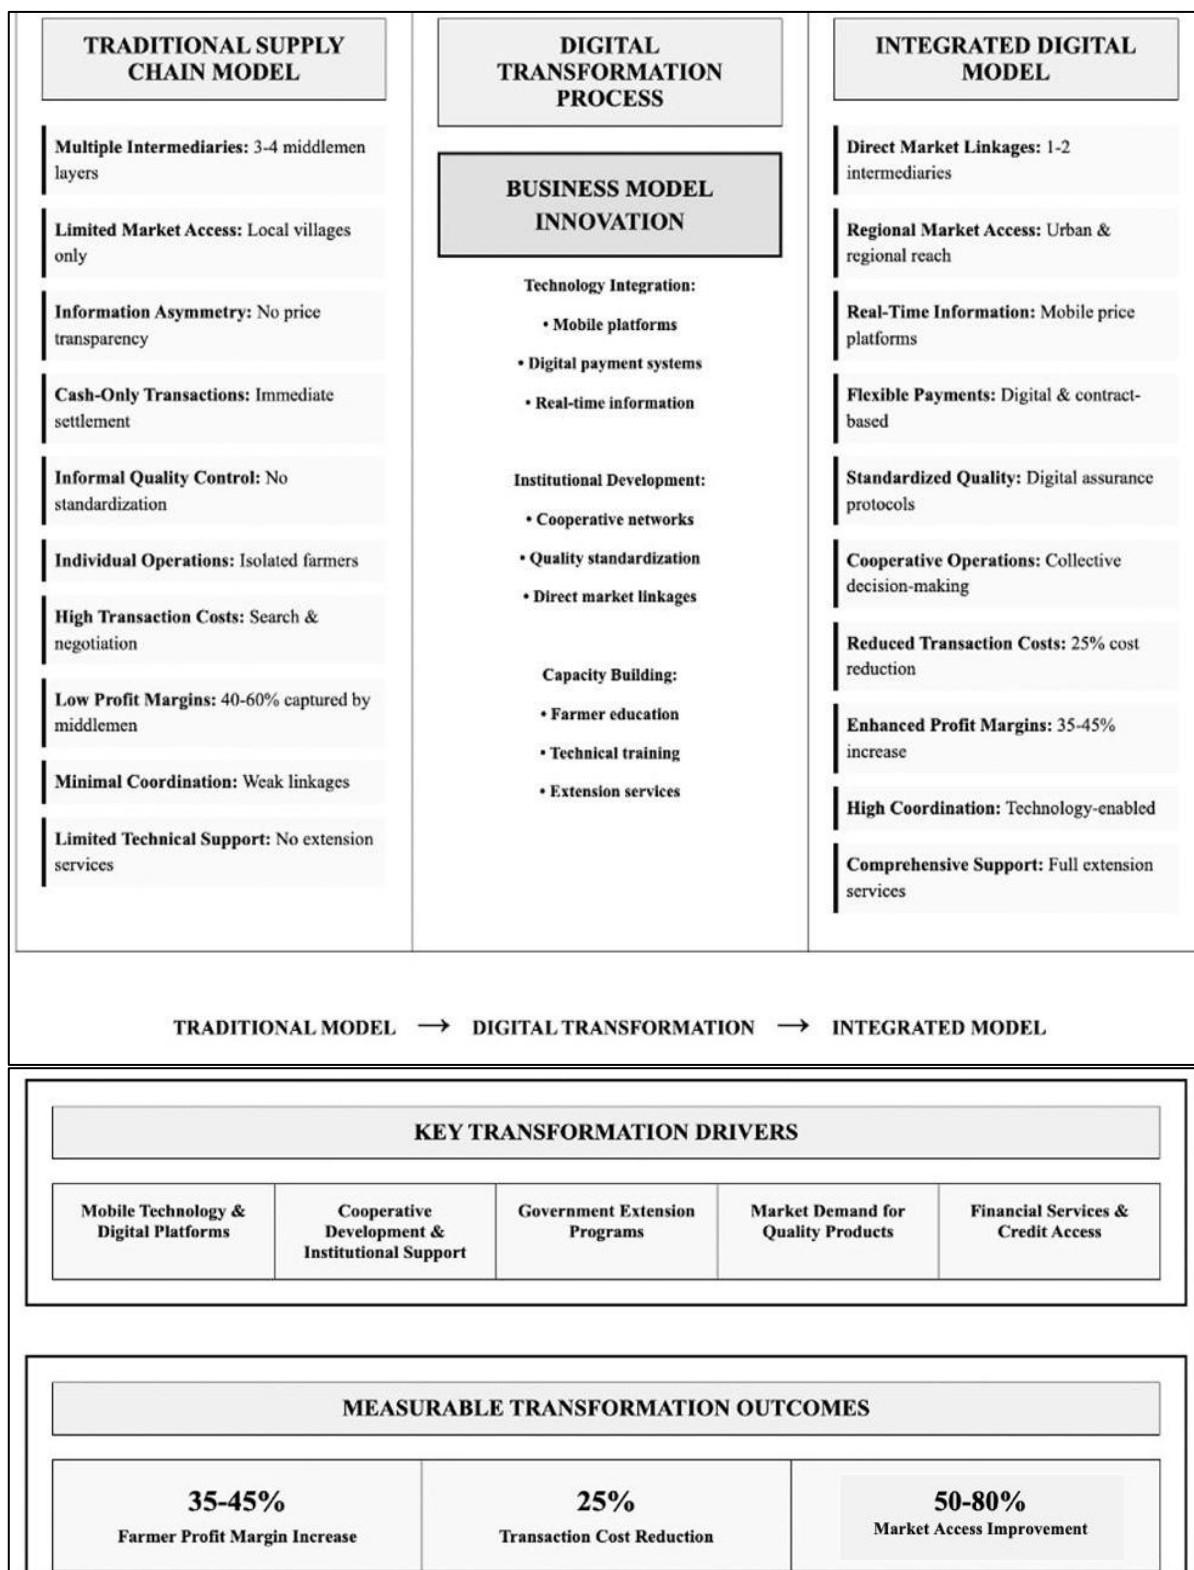 TRADITIONAL SUPPLY
CHAIN MODEL
Multiple Intermediaries: 3-4 middlemen
layers
Limited Market Access: Local villages
only
Information Asymmetry: No price
transparency
Cash-Only Transactions: Immediate
settlement
Informal Quality Control: No
standardization
Individual Operations: Isolated farmers
High Transaction Costs: Search &
negotiation
Low Profit Margins: 40-60% captured by
middlemen
Minimal Coordination: Weak linkages
Limited Technical Support: No extension
services
DIGITAL
TRANSFORMATION
PROCESS
BUSINESS MODEL
INNOVATION
Technology Integration:
• Mobile platforms
• Digital payment systems
• Real-time information
Institutional Development:
• Cooperative networks
• Quality standardization
• Direct market linkages
Capacity Building:
• Farmer education
• Technical training
• Extension services
INTEGRATED DIGITAL
MODEL
Direct Market Linkages: 1-2
intermediaries
Regional Market Access: Urban &
regional reach
Real-Time Information: Mobile price
platforms
Flexible Payments: Digital & contract-
based
Standardized Quality: Digital assurance
protocols
Cooperative Operations: Collective
decision-making
Reduced Transaction Costs: 25% cost
reduction
Enhanced Profit Margins: 35-45%
increase
High Coordination: Technology-enabled
Comprehensive Support: Full extension
services
TRADITIONAL MODEL → DIGITAL TRANSFORMATION → INTEGRATED MODEL
KEY TRANSFORMATION DRIVERS
Mobile Technology &
Digital Platforms
Cooperative
Development &
Institutional Support
Government Extension
Programs
Market Demand for
Quality Products
Financial Services &
Credit Access
MEASURABLE TRANSFORMATION OUTCOMES
35-45%
Farmer Profit Margin Increase
25%
Transaction Cost Reduction
50-80%
Market Access Improvement